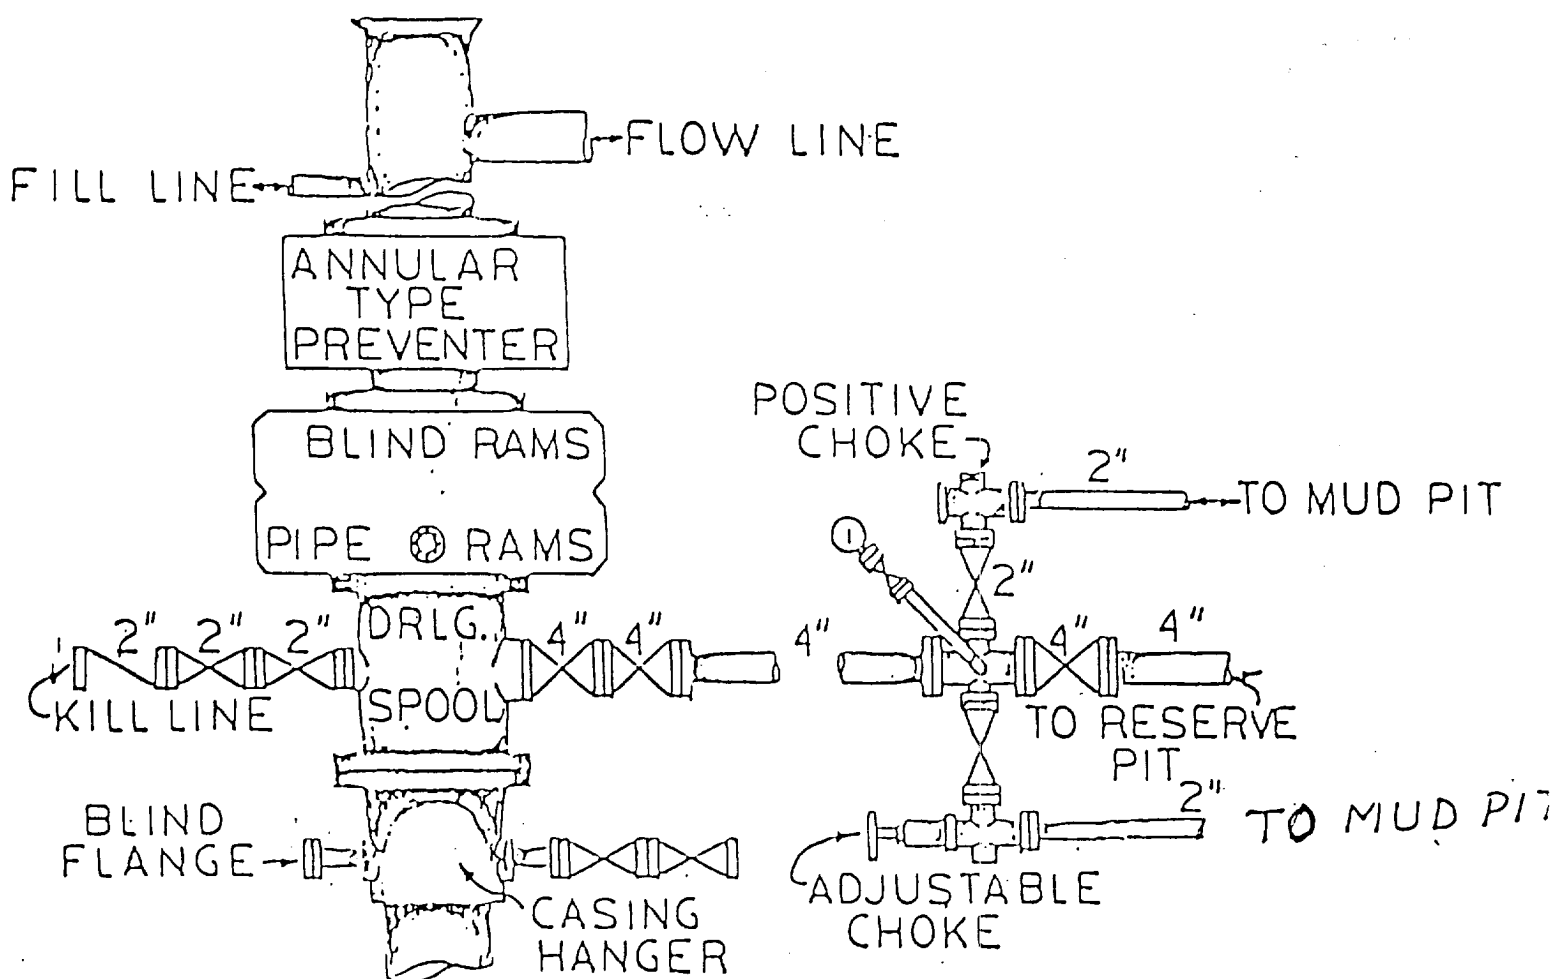 FLOW LINE
FILL LINE
ANNULAR
TYPE
PREVENTER
BLIND RAMS
PIPE RAMS
DRLG.
SPOOL
2" 2" 2"
KILL LINE
4" 4"
4"
BLIND
FLANGE
CASING
HANGER
POSITIVE
CHOKE
2"
TO MUD PIT
2"
4" 4"
TO RESERVE
PIT
2"
TO MUD PIT
ADJUSTABLE
CHOKE